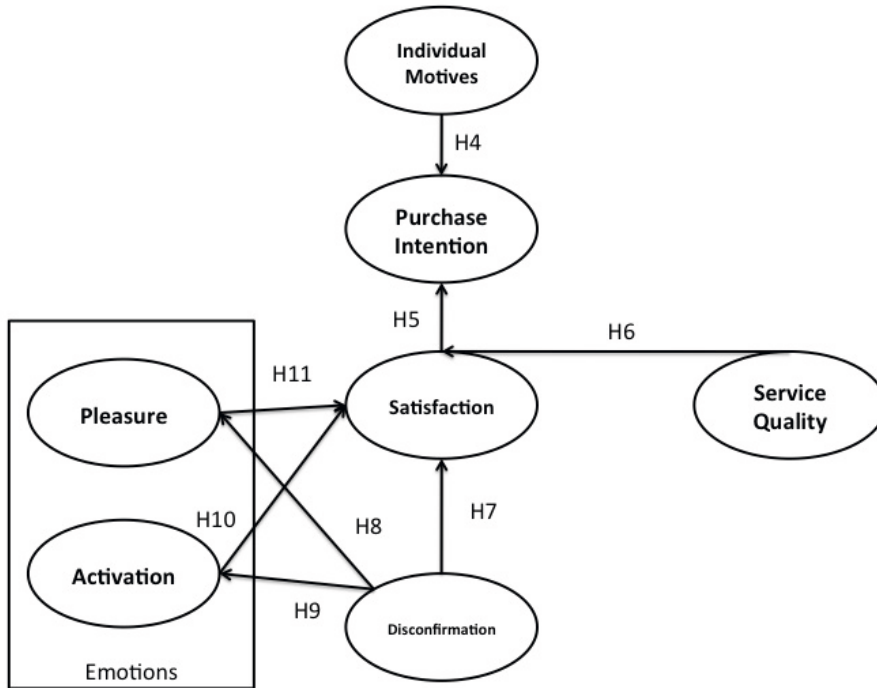 Individual
Motives
H4
Purchase
Intention
H5
H6
H11
Pleasure
Satisfaction
Service
Quality
H10
H8
H7
Activation
H9
Disconfirmation
Emotions